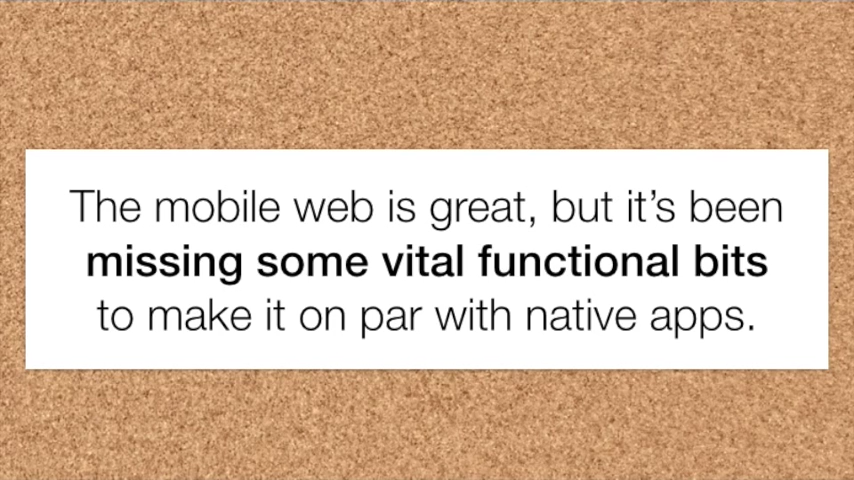 The mobile web is great, but it’s been
missing some vital functional bits
to make it on par with native apps.